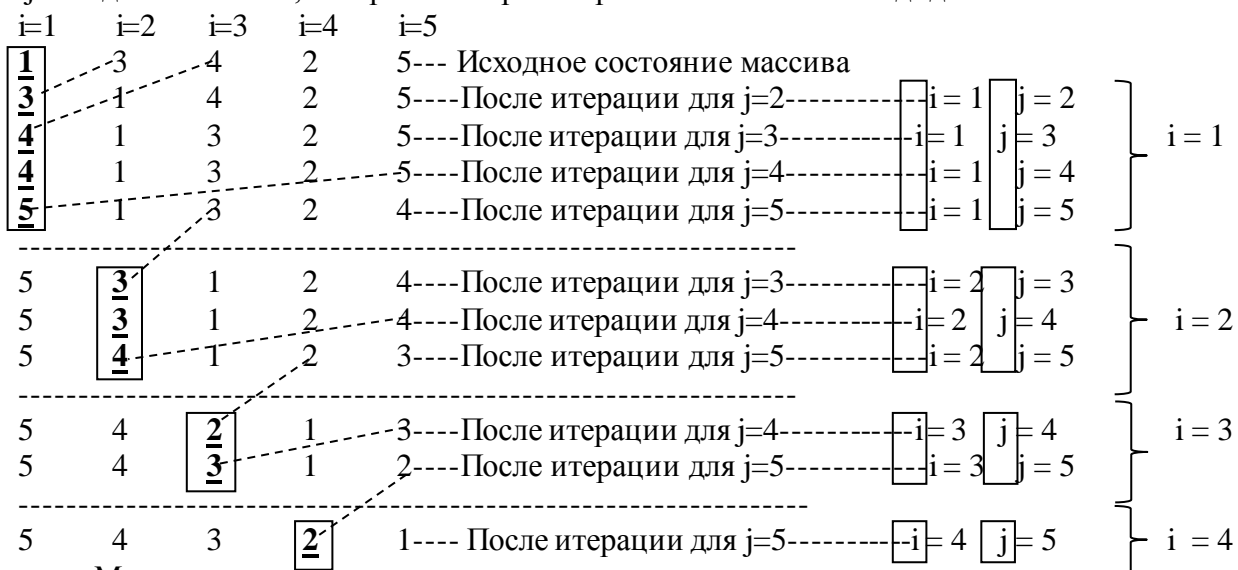 i=1 i=2 i=3 i=4 i=5
1 3 4 2 5--- Исходное состояние массива
3 1 4 2 5----После итерации для j=2-----------i = 1 j = 2
4 1 3 2 5----После итерации для j=3-----------i = 1 j = 3 i = 1
4 1 3 2 5----После итерации для j=4-----------i = 1 j = 4
5 1 3 2 4----После итерации для j=5-----------i = 1 j = 5
5 3 1 2 4----После итерации для j=3-----------i = 2 j = 3
5 3 1 2 4----После итерации для j=4-----------i = 2 j = 4 i = 2
5 4 1 2 3----После итерации для j=5-----------i = 2 j = 5
5 4 2 1 3----После итерации для j=4-----------i = 3 j = 4 i = 3
5 4 3 1 2----После итерации для j=5-----------i = 3 j = 5
5 4 3 2 1---- После итерации для j=5-----------i = 4 j = 5 i = 4